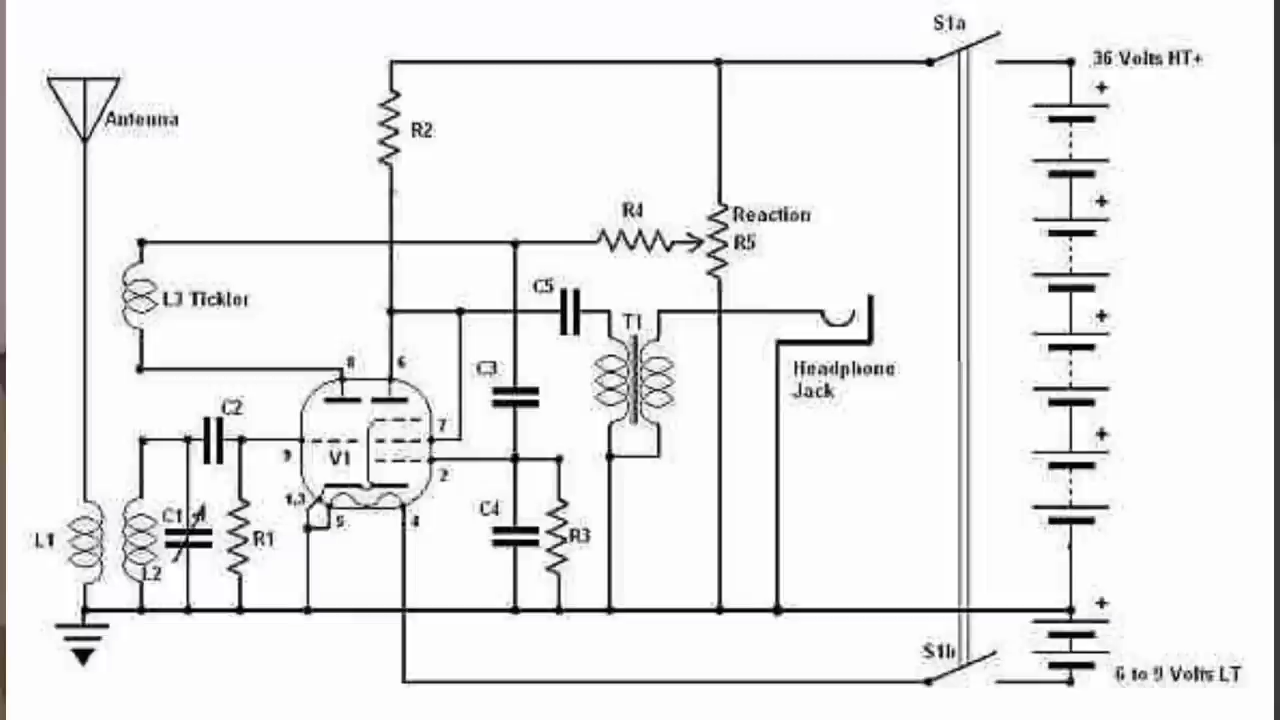 S1a
36 Volts HT+
+
Antenna
R2
+
R4
Reaction
R5
C5
L3 Tickler
T1
+
8
6
C3
Headphone
Jack
C2
7
+
9
V1
2
1,3
C4
C1
5
4
L1
R1
R3
L2
+
S1b
6 to 9 Volts LT